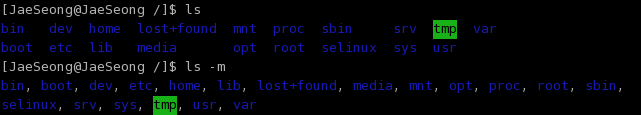 [JaeSeong@JaeSeong /]$ ls
bin dev home lost+found mnt proc sbin srv tmp var
boot etc lib media opt root selinux sys usr
[JaeSeong@JaeSeong /]$ ls -m
bin, boot, dev, etc, home, lib, lost+found, media, mnt, opt, proc, root, sbin,
selinux, srv, sys, tmp, usr, var